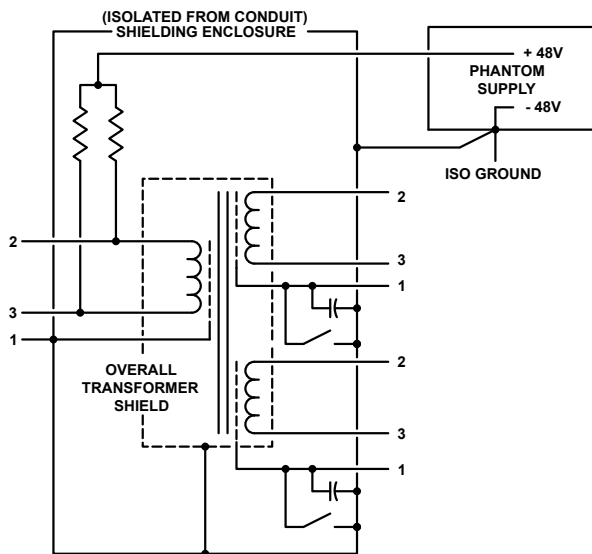 (ISOLATED FROM CONDUIT)
SHIELDING ENCLOSURE
+ 48V
PHANTOM
SUPPLY
- 48V
ISO GROUND
2
2
3
3
1
1
OVERALL
TRANSFORMER
SHIELD
2
3
1